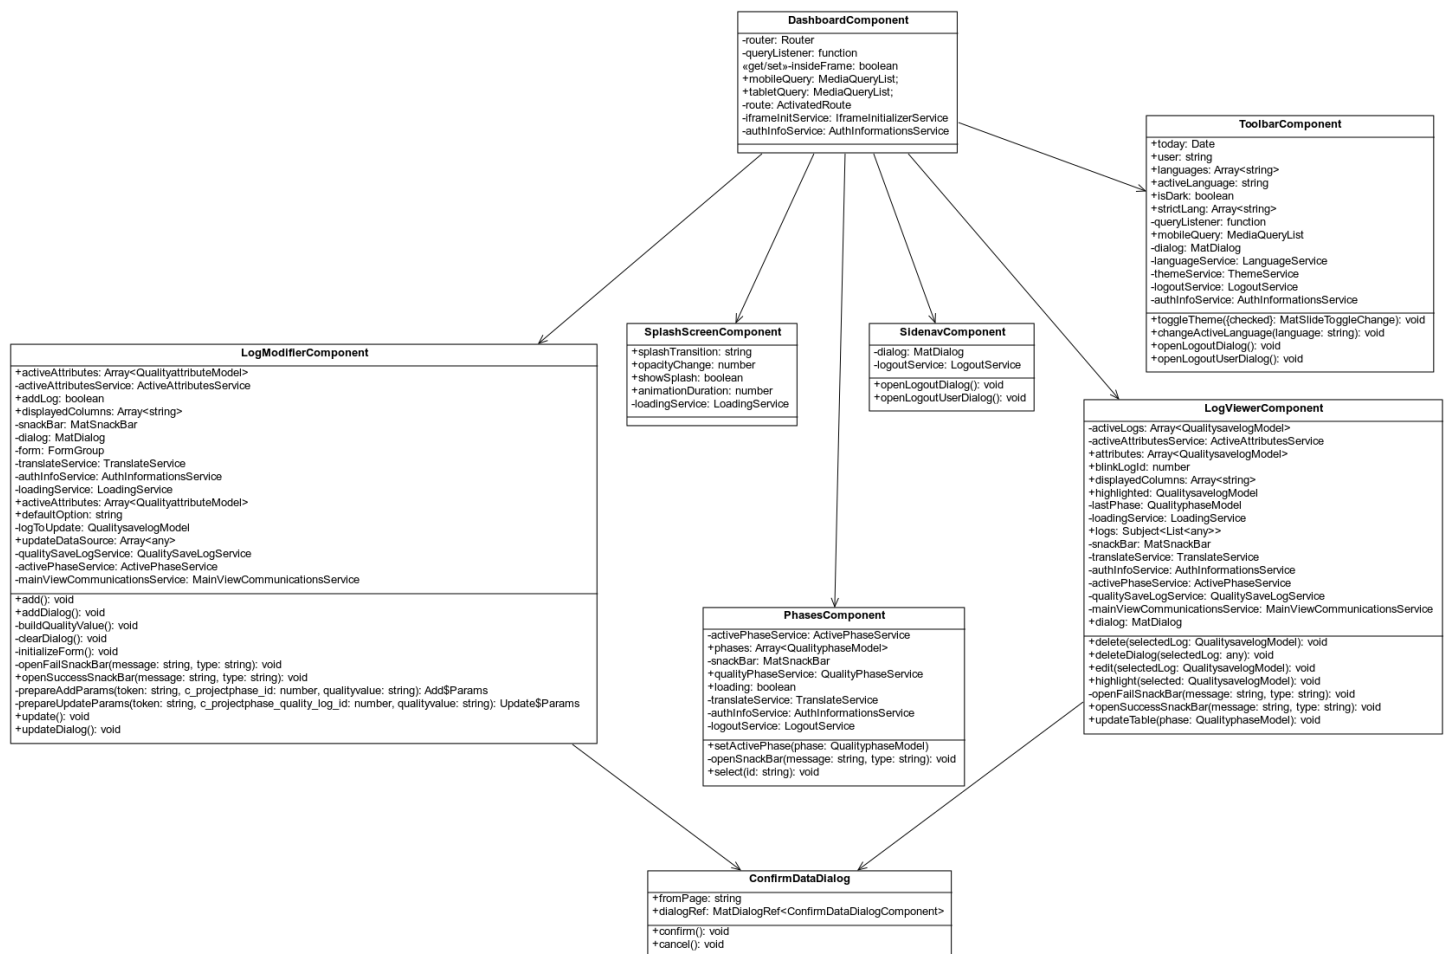 DashboardComponent
-router: Router
-queryListener: function
«get/set»-insideFrame: boolean
+mobileQuery: MediaQueryList;
+tabletQuery: MediaQueryList;
-route: ActivatedRoute
-iframeInitService: IframeInitializerService
-authInfoService: AuthInformationsService
ToolbarComponent
+today: Date
+user: string
+languages: Array<string>
+activeLanguage: string
+isDark: boolean
+strictLang: Array<string>
-queryListener: function
+mobileQuery: MediaQueryList
-dialog: MatDialog
-languageService: LanguageService
-themeService: ThemeService
-logoutService: LogoutService
-authInfoService: AuthInformationsService
+toggleTheme({checked}: MatSlideToggleChange): void
+changeActiveLanguage(language: string): void
+openLogoutDialog(): void
+openLogoutUserDialog(): void
SplashScreenComponent
+splashTransition: string
+opacityChange: number
+showSplash: boolean
+animationDuration: number
-loadingService: LoadingService
SidenavComponent
-dialog: MatDialog
-logoutService: LogoutService
+openLogoutDialog(): void
+openLogoutUserDialog(): void
LogModifierComponent
+activeAttributes: Array<QualityattributeModel>
-activeAttributesService: ActiveAttributesService
+addLog: boolean
+displayedColumns: Array<string>
-snackBar: MatSnackBar
-dialog: MatDialog
-form: FormGroup
-translateService: TranslateService
-authInfoService: AuthInformationsService
-loadingService: LoadingService
+activeAttributes: Array<QualityattributeModel>
+defaultOption: string
-logToUpdate: QualitysavelogModel
+updateDataSource: Array<any>
-qualitySaveLogService: QualitySaveLogService
-activePhaseService: ActivePhaseService
-mainViewCommunicationsService: MainViewCommunicationsService
+add(): void
+addDialog(): void
-buildQualityValue(): void
-clearDialog(): void
-initializeForm(): void
-openFailSnackBar(message: string, type: string): void
+openSuccessSnackBar(message: string, type: string): void
-prepareAddParams(token: string, c_projectphase_id: number, qualityvalue: string): Add$Params
-prepareUpdateParams(token: string, c_projectphase_quality_log_id: number, qualityvalue: string): Update$Params
+update(): void
+updateDialog(): void
LogViewerComponent
-activeLogs: Array<QualitysavelogModel>
-activeAttributesService: ActiveAttributesService
+attributes: Array<QualitysavelogModel>
+blinkLogId: number
+displayedColumns: Array<string>
+highlighted: QualitysavelogModel
-lastPhase: QualityphaseModel
-loadingService: LoadingService
+logs: Subject<List<any>>
-snackBar: MatSnackBar
-translateService: TranslateService
-authInfoService: AuthInformationsService
-activePhaseService: ActivePhaseService
-qualitySaveLogService: QualitySaveLogService
-mainViewCommunicationsService: MainViewCommunicationsService
+dialog: MatDialog
+delete(selectedLog: QualitysavelogModel): void
+deleteDialog(selectedLog: any): void
+edit(selectedLog: QualitysavelogModel): void
+highlight(selected: QualitysavelogModel): void
-openFailSnackBar(message: string, type: string): void
+openSuccessSnackBar(message: string, type: string): void
+updateTable(phase: QualityphaseModel): void
PhasesComponent
-activePhaseService: ActivePhaseService
+phases: Array<QualityphaseModel>
-snackBar: MatSnackBar
+qualityPhaseService: QualityPhaseService
+loading: boolean
-translateService: TranslateService
-authInfoService: AuthInformationsService
-logoutService: LogoutService
+setActivePhase(phase: QualityphaseModel)
-openSnackBar(message: string, type: string): void
+select(id: string): void
ConfirmDataDialog
+fromPage: string
+dialogRef: MatDialogRef<ConfirmDataDialogComponent>
+confirm(): void
+cancel(): void